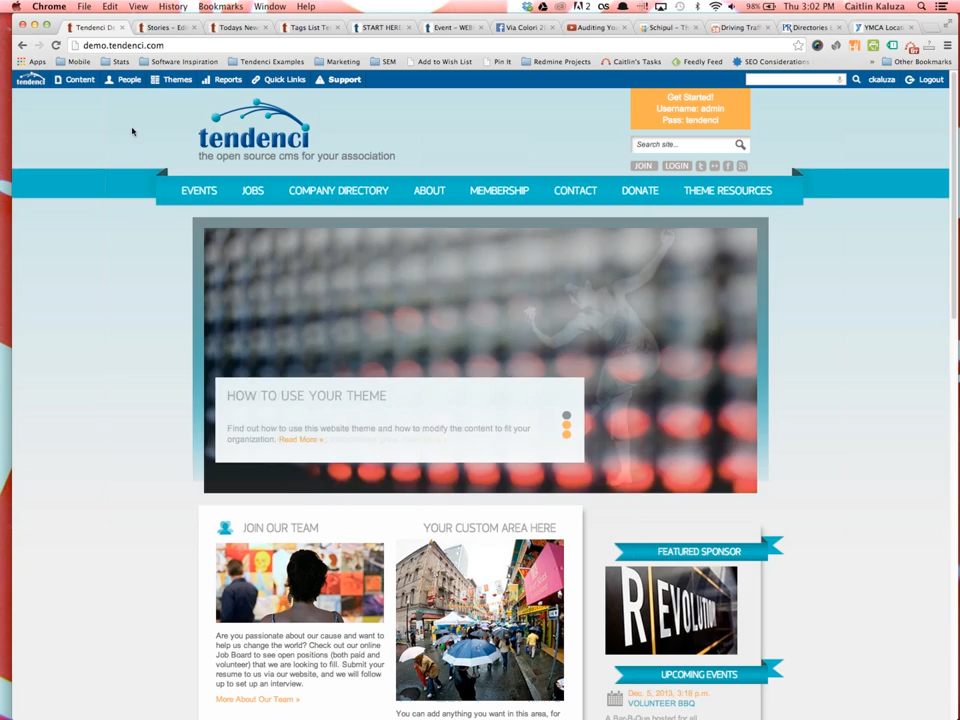 Chrome File Edit View History Bookmarks Window Help 2 98% Thu 3:02 PM Caitlin Kaluza
Tendenci De Stories – Edi Todays New Tags List Te START HERE Event – WEB Via Colori 2 Auditing You Schipul – Th Driving Traf Directories YMCA Locat
demo.tendenci.com
Apps Mobile Stats Software Inspiration Tendenci Examples Marketing SEM Add to Wish List Pin It Redmine Projects Caitlin's Tasks Feedly Feed SEO Considerations » Other Bookmarks
tendenci Content People Themes Reports Quick Links Support ckaluza Logout
Get Started!
Username: admin
Pass: tendenci
tendenci
the open source cms for your association
Search site...
JOIN LOGIN
EVENTS JOBS COMPANY DIRECTORY ABOUT MEMBERSHIP CONTACT DONATE THEME RESOURCES
HOW TO USE YOUR THEME
Find out how to use this website theme and how to modify the content to fit your
organization. Read More »
JOIN OUR TEAM
Are you passionate about our cause and want to
help us change the world? Check out our online
Job Board to see open positions (both paid and
volunteer) that we are looking to fill. Submit your
resume to us via our website, and we will follow
up to set up an interview.
More About Our Team »
YOUR CUSTOM AREA HERE
You can add anything you want in this area, for
FEATURED SPONSOR
REVOLUTION
UPCOMING EVENTS
Dec. 5, 2013, 3:18 p.m.
VOLUNTEER BBQ
A Bar-B-Que hosted for all